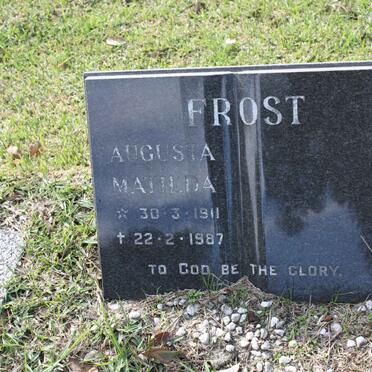 FROST
AUGUSTA
MATILDA
☆ 30·3·1911
✝ 22·2·1987
TO GOD BE THE GLORY.